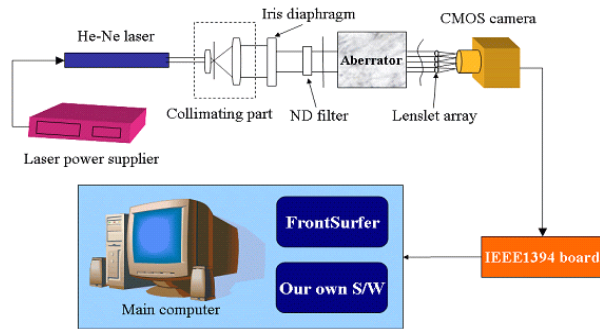 He-Ne laser
Iris diaphragm
CMOS camera
Aberrator
Collimating part
ND filter
Lenslet array
Laser power supplier
FrontSurfer
Our own S/W
Main computer
IEEE1394 board